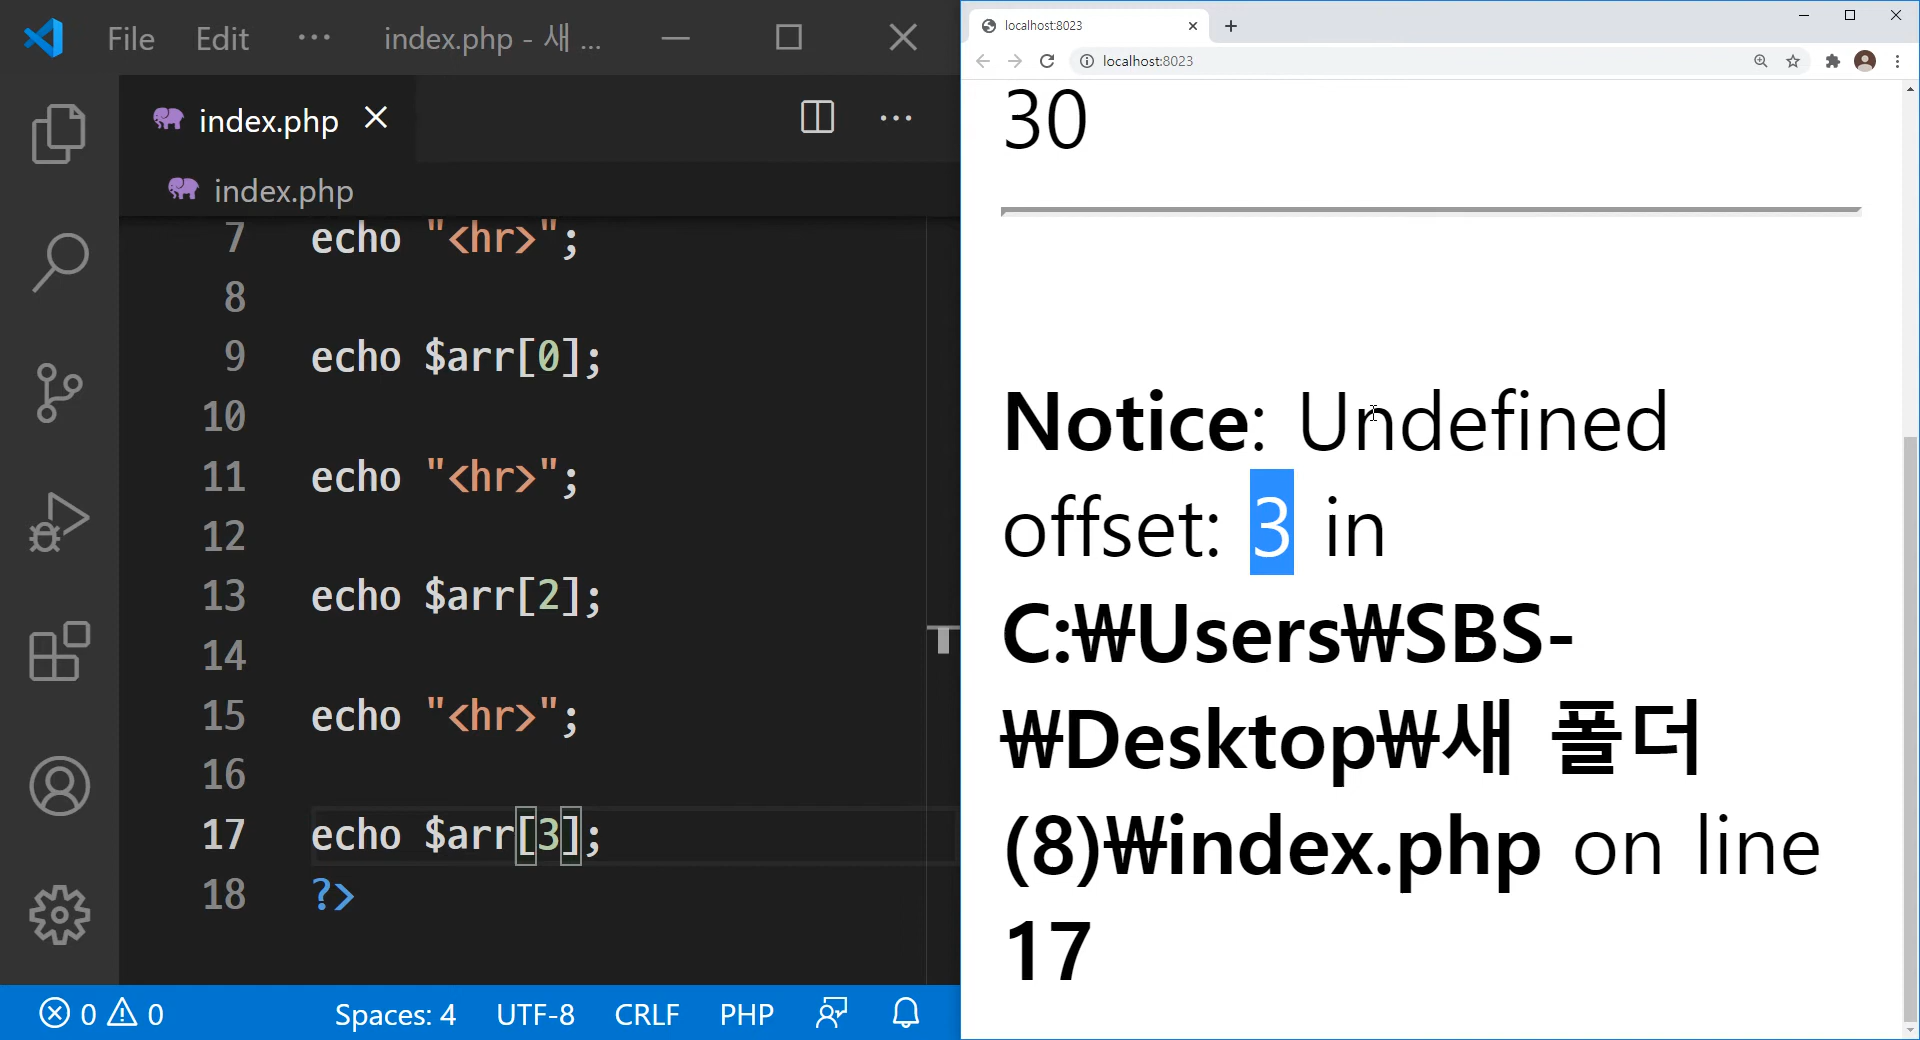 File Edit ··· index.php - 새 ...
index.php
index.php
7 echo "<hr>";
8
9 echo $arr[0];
10
11 echo "<hr>";
12
13 echo $arr[2];
14
15 echo "<hr>";
16
17 echo $arr[3];
18 ?>
0 0 Spaces: 4 UTF-8 CRLF PHP
localhost:8023
localhost:8023
30
Notice: Undefined
offset: 3 in
C:₩Users₩SBS-
₩Desktop₩새 폴더
(8)₩index.php on line
17